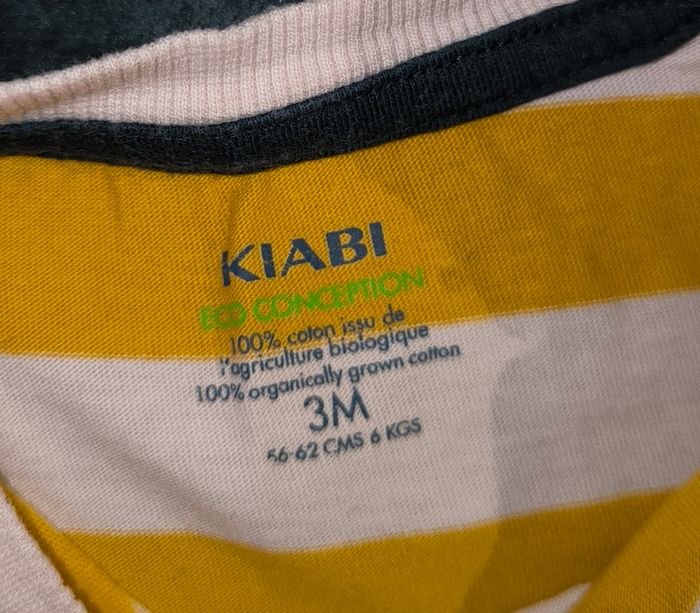 KIABI
ECO CONCEPTION
100% coton issu de
l'agriculture biologique
100% organically grown cotton
3M
56-62 CMS 6 KGS